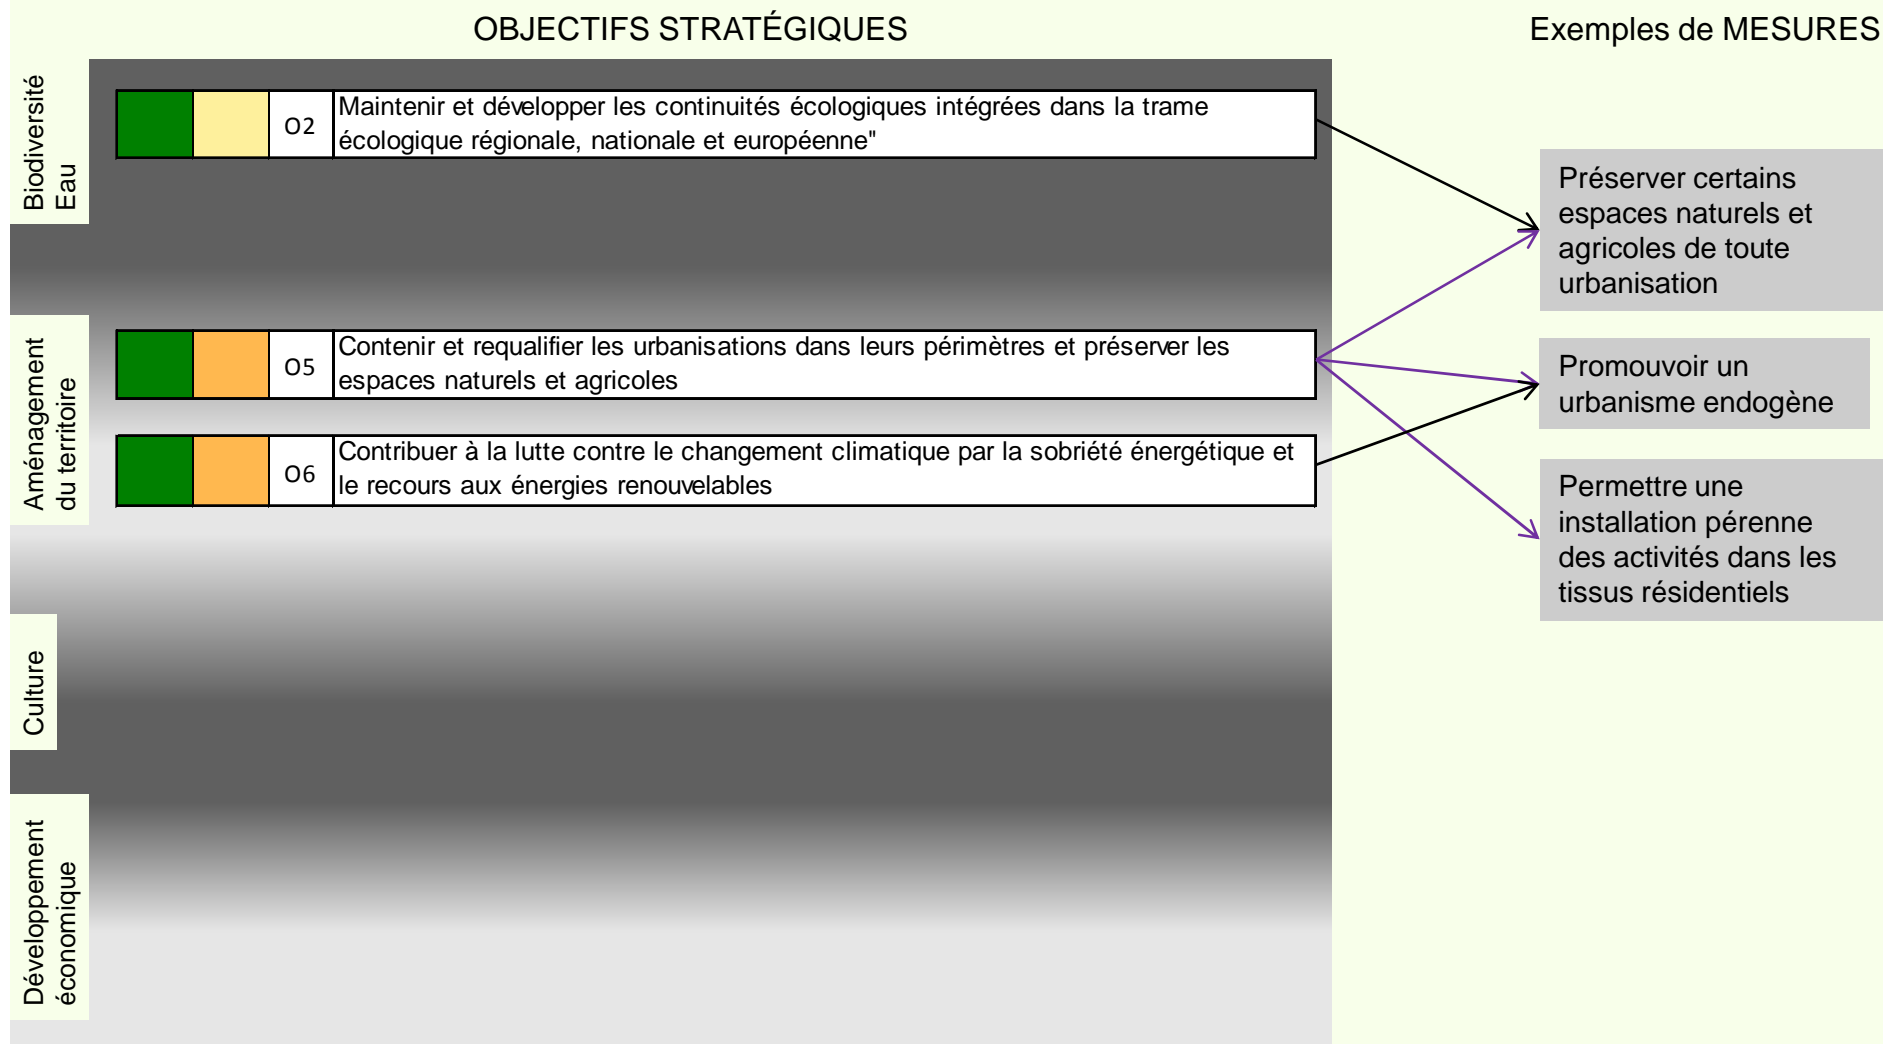 OBJECTIFS STRATÉGIQUES
Exemples de MESURES
Biodiversité
Eau
O2
Maintenir et développer les continuités écologiques intégrées dans la trame
écologique régionale, nationale et européenne"
Préserver certains
espaces naturels et
agricoles de toute
urbanisation
Aménagement
du territoire
O5
Contenir et requalifier les urbanisations dans leurs périmètres et préserver les
espaces naturels et agricoles
Promouvoir un
urbanisme endogène
O6
Contribuer à la lutte contre le changement climatique par la sobriété énergétique et
le recours aux énergies renouvelables
Permettre une
installation pérenne
des activités dans les
tissus résidentiels
Culture
Développement
économique